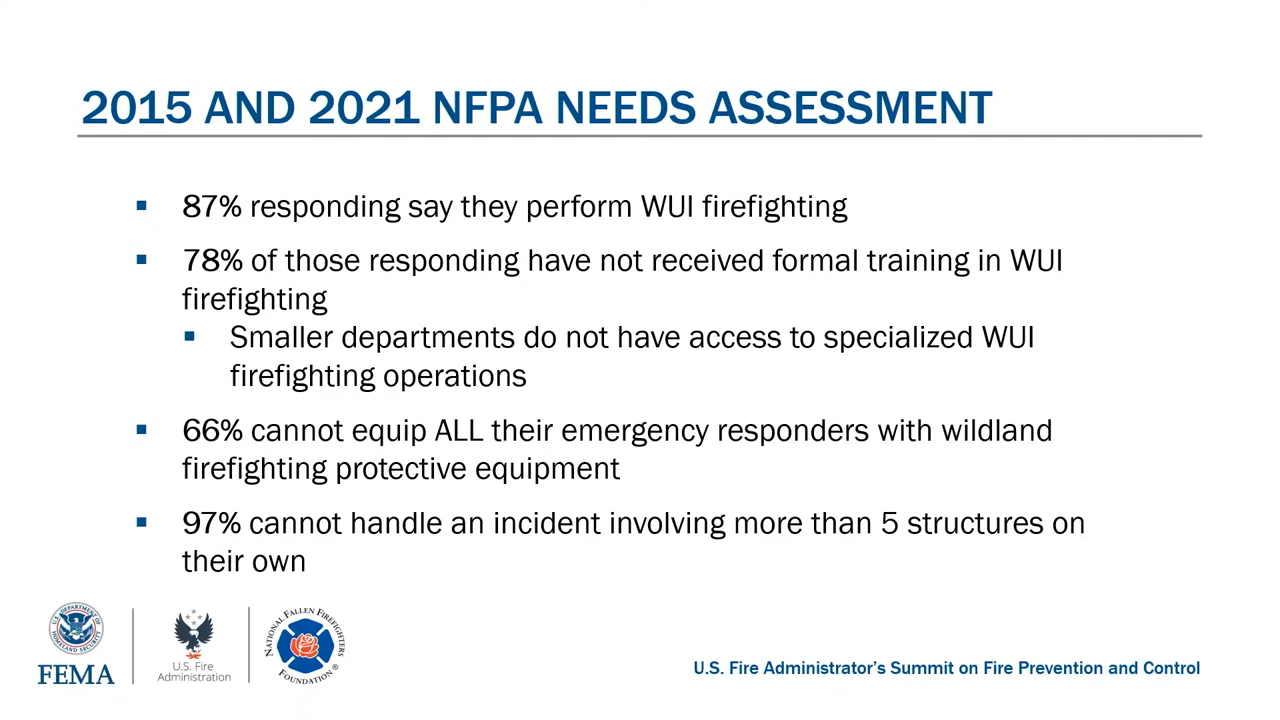 2015 AND 2021 NFPA NEEDS ASSESSMENT
87% responding say they perform WUI firefighting
78% of those responding have not received formal training in WUI
firefighting
Smaller departments do not have access to specialized WUI
firefighting operations
66% cannot equip ALL their emergency responders with wildland
firefighting protective equipment
97% cannot handle an incident involving more than 5 structures on
their own
U.S. DEPARTMENT OF HOMELAND SECURITY
FEMA
U.S. Fire
Administration
NATIONAL FALLEN FIREFIGHTERS
FOUNDATION®
U.S. Fire Administrator's Summit on Fire Prevention and Control